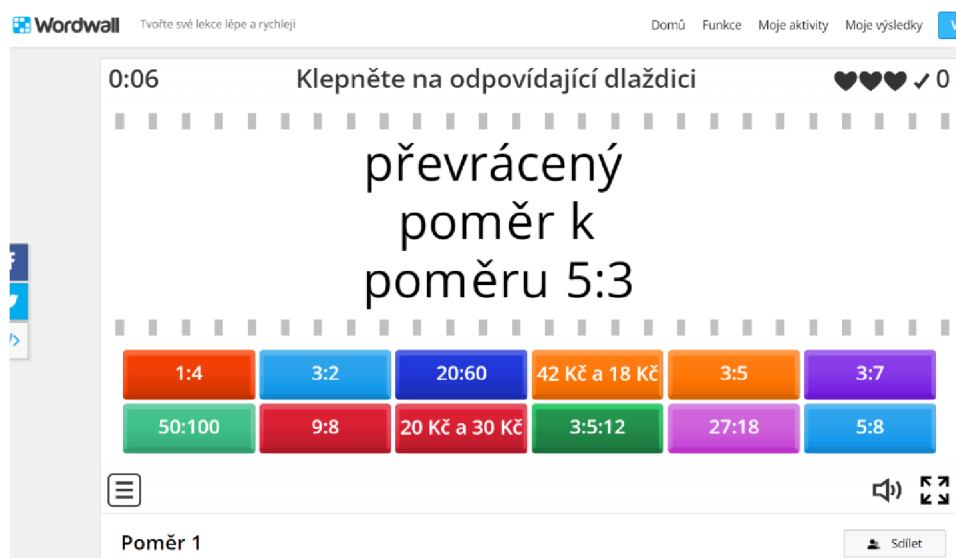 Wordwall Tvořte své lekce lépe a rychleji Domů Funkce Moje aktivity Moje výsledky
0:06 Klepněte na odpovídající dlaždici ✓ 0
převrácený
poměr k
poměru 5:3
1:4 3:2 20:60 42 Kč a 18 Kč 3:5 3:7
50:100 9:8 20 Kč a 30 Kč 3:5:12 27:18 5:8
Poměr 1 Sdílet